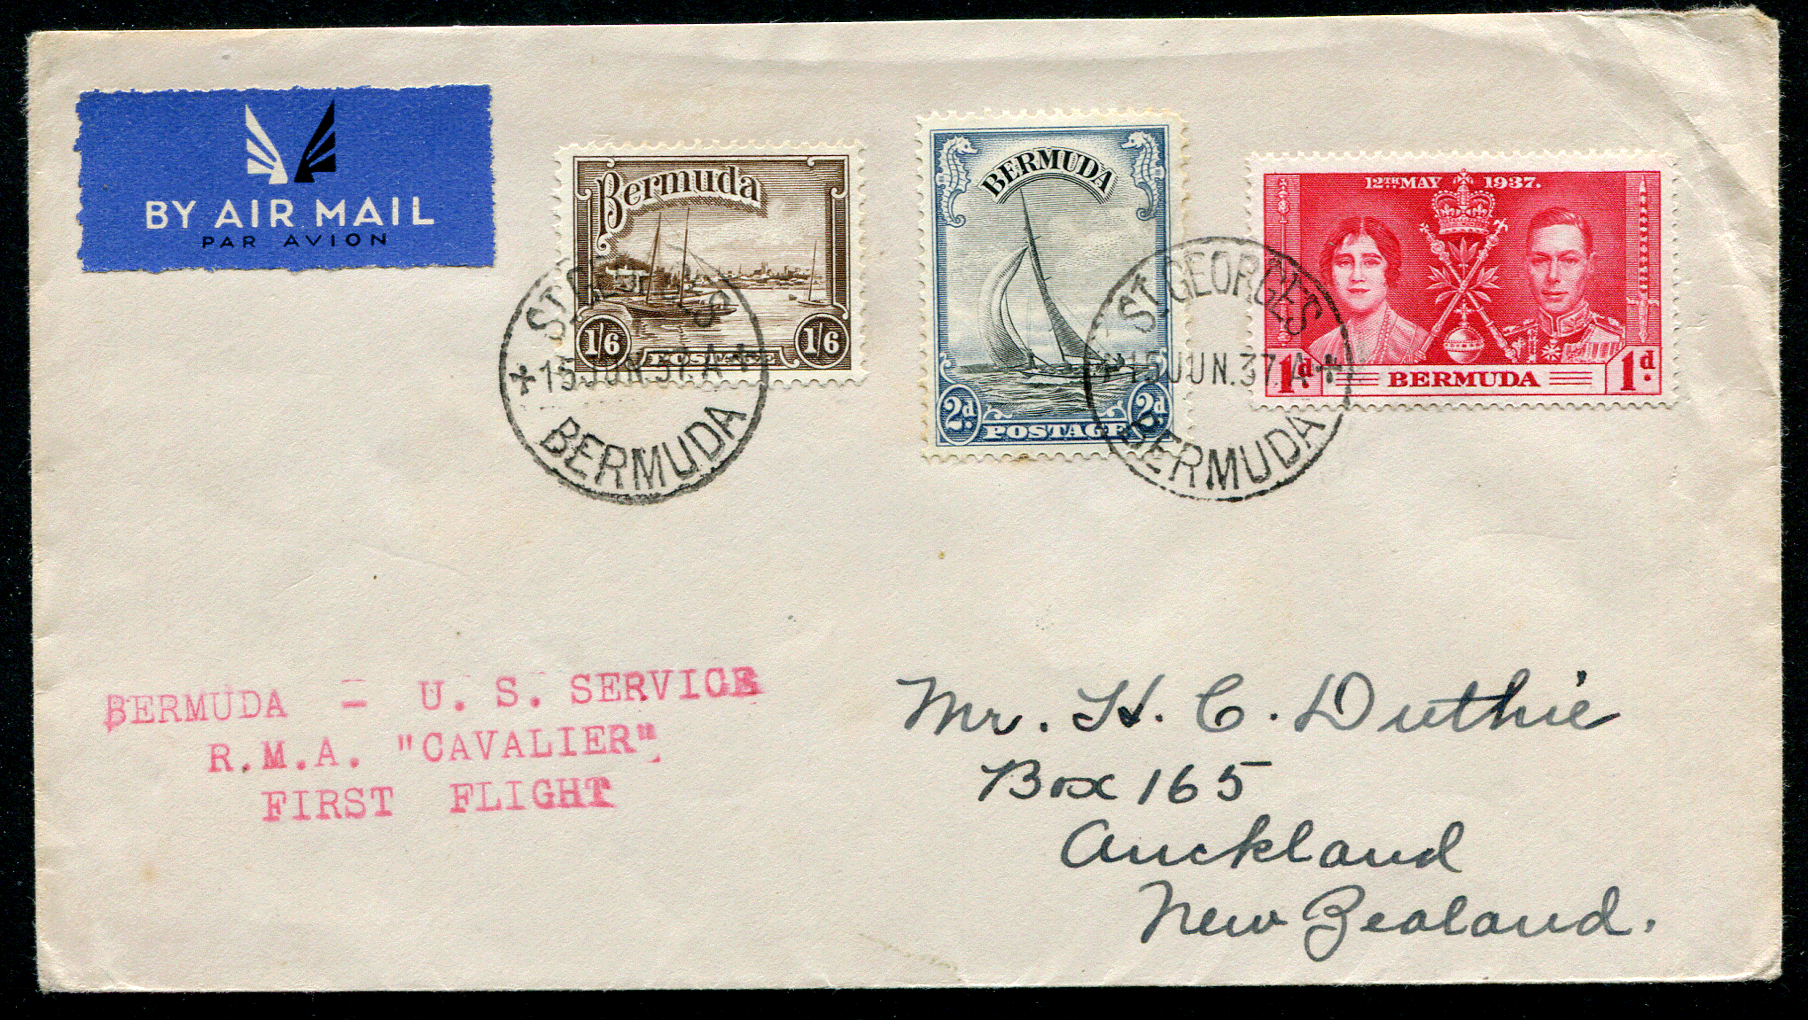 BY AIR MAIL
PAR AVION
Bermuda
1/6 POSTAGE 1/6
BERMUDA
2d. POSTAGE 2d.
12TH MAY 1937.
1d. BERMUDA 1d.
ST. GEORGES
* 15 JUN. 37. A *
BERMUDA
ST. GEORGES
* 15 JUN. 37. A *
BERMUDA
BERMUDA - U. S. SERVICE
R.M.A. "CAVALIER"
FIRST FLIGHT
Mr. H. C. Duthie
Box 165
Auckland
New Zealand.